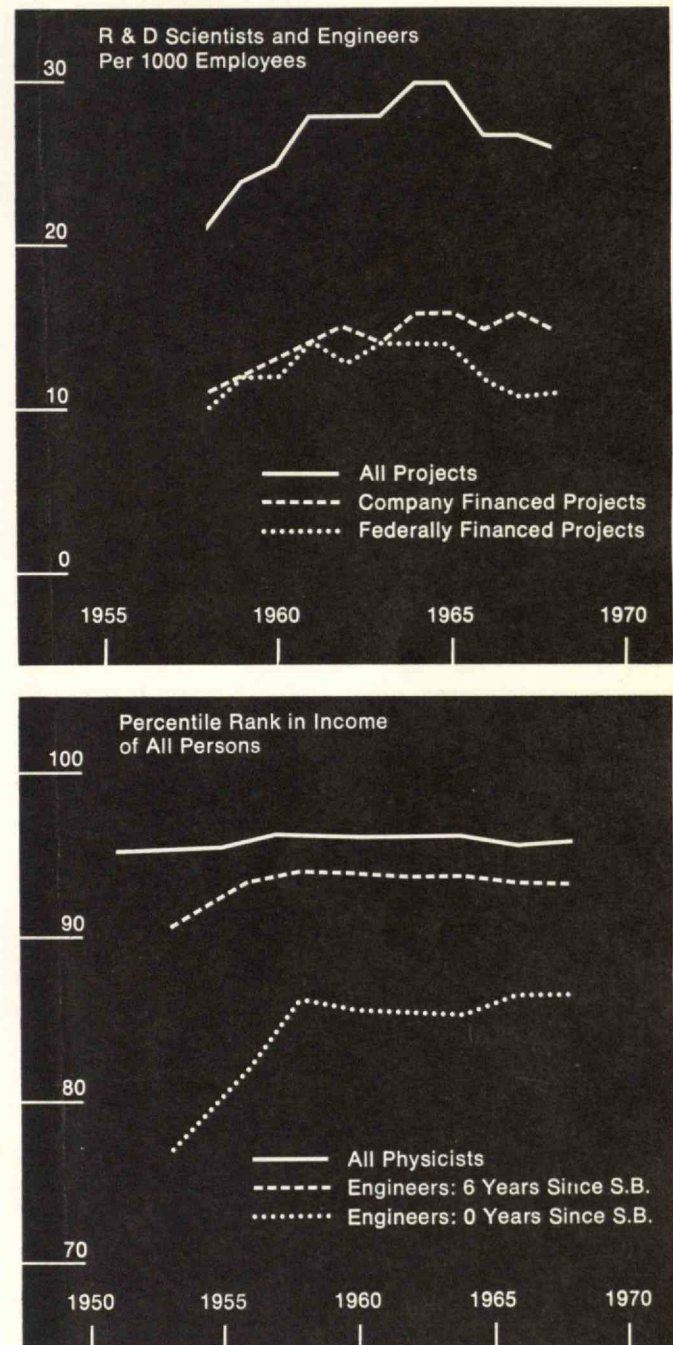 R & D Scientists and Engineers
Per 1000 Employees
30
20
10
All Projects
Company Financed Projects
Federally Financed Projects
0
1955 1960 1965 1970
Percentile Rank in Income
of All Persons
100
90
80
All Physicists
Engineers: 6 Years Since S.B.
Engineers: 0 Years Since S.B.
70
1950 1955 1960 1965 1970